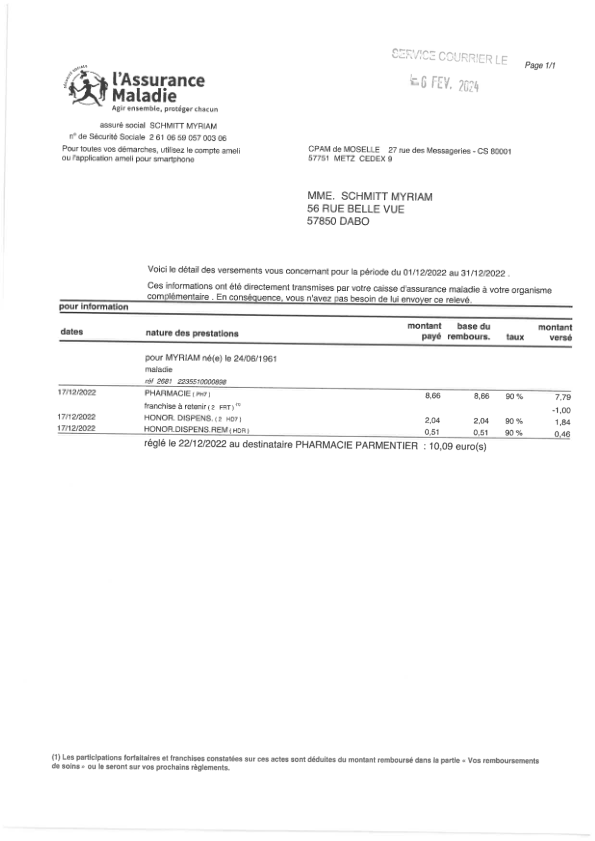 SERVICE COURRIER LE
6 FEV. 2024
Page 1/1
l'Assurance
Maladie
Agir ensemble, protéger chacun
assuré social SCHMITT MYRIAM
n° de Sécurité Sociale 2 61 06 59 057 003 06
Pour toutes vos démarches, utilisez le compte ameli
ou l'application ameli pour smartphone
CPAM de MOSELLE 27 rue des Messageries - CS 80001
57751 METZ CEDEX 9
MME. SCHMITT MYRIAM
56 RUE BELLE VUE
57850 DABO
Voici le détail des versements vous concernant pour la période du 01/12/2022 au 31/12/2022 .
Ces informations ont été directement transmises par votre caisse d'assurance maladie à votre organisme
complémentaire . En conséquence, vous n'avez pas besoin de lui envoyer ce relevé.
pour information
dates nature des prestations montant payé base du rembours. taux montant versé
pour MYRIAM né(e) le 24/06/1961
maladie
réf 2681 2235510000898
17/12/2022 PHARMACIE ( PH7 ) 8,66 8,66 90 % 7,79
franchise à retenir ( 2 FRT ) (1) -1,00
17/12/2022 HONOR. DISPENS. ( 2 HD7 ) 2,04 2,04 90 % 1,84
17/12/2022 HONOR.DISPENS.REM ( HDR ) 0,51 0,51 90 % 0,46
réglé le 22/12/2022 au destinataire PHARMACIE PARMENTIER : 10,09 euro(s)
(1) Les participations forfaitaires et franchises constatées sur ces actes sont déduites du montant remboursé dans la partie « Vos remboursements
de soins » ou le seront sur vos prochains règlements.